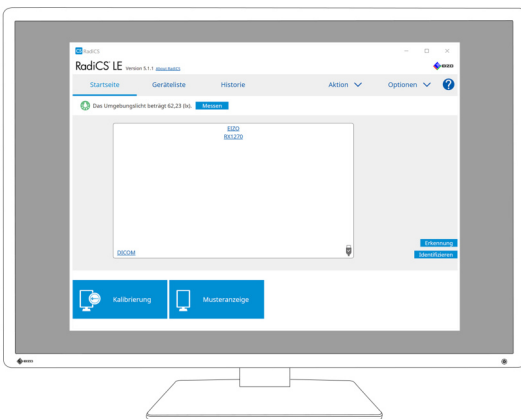 RadiCS
RadiCS LE Version 5.1.1 About RadiCS
EIZO
Startseite Geräteliste Historie Aktion Optionen ?
Das Umgebungslicht beträgt 62,23 (lx). Messen
EIZO
RX1270
DICOM
Erkennung
Identifizieren
Kalibrierung Musteranzeige
EIZO